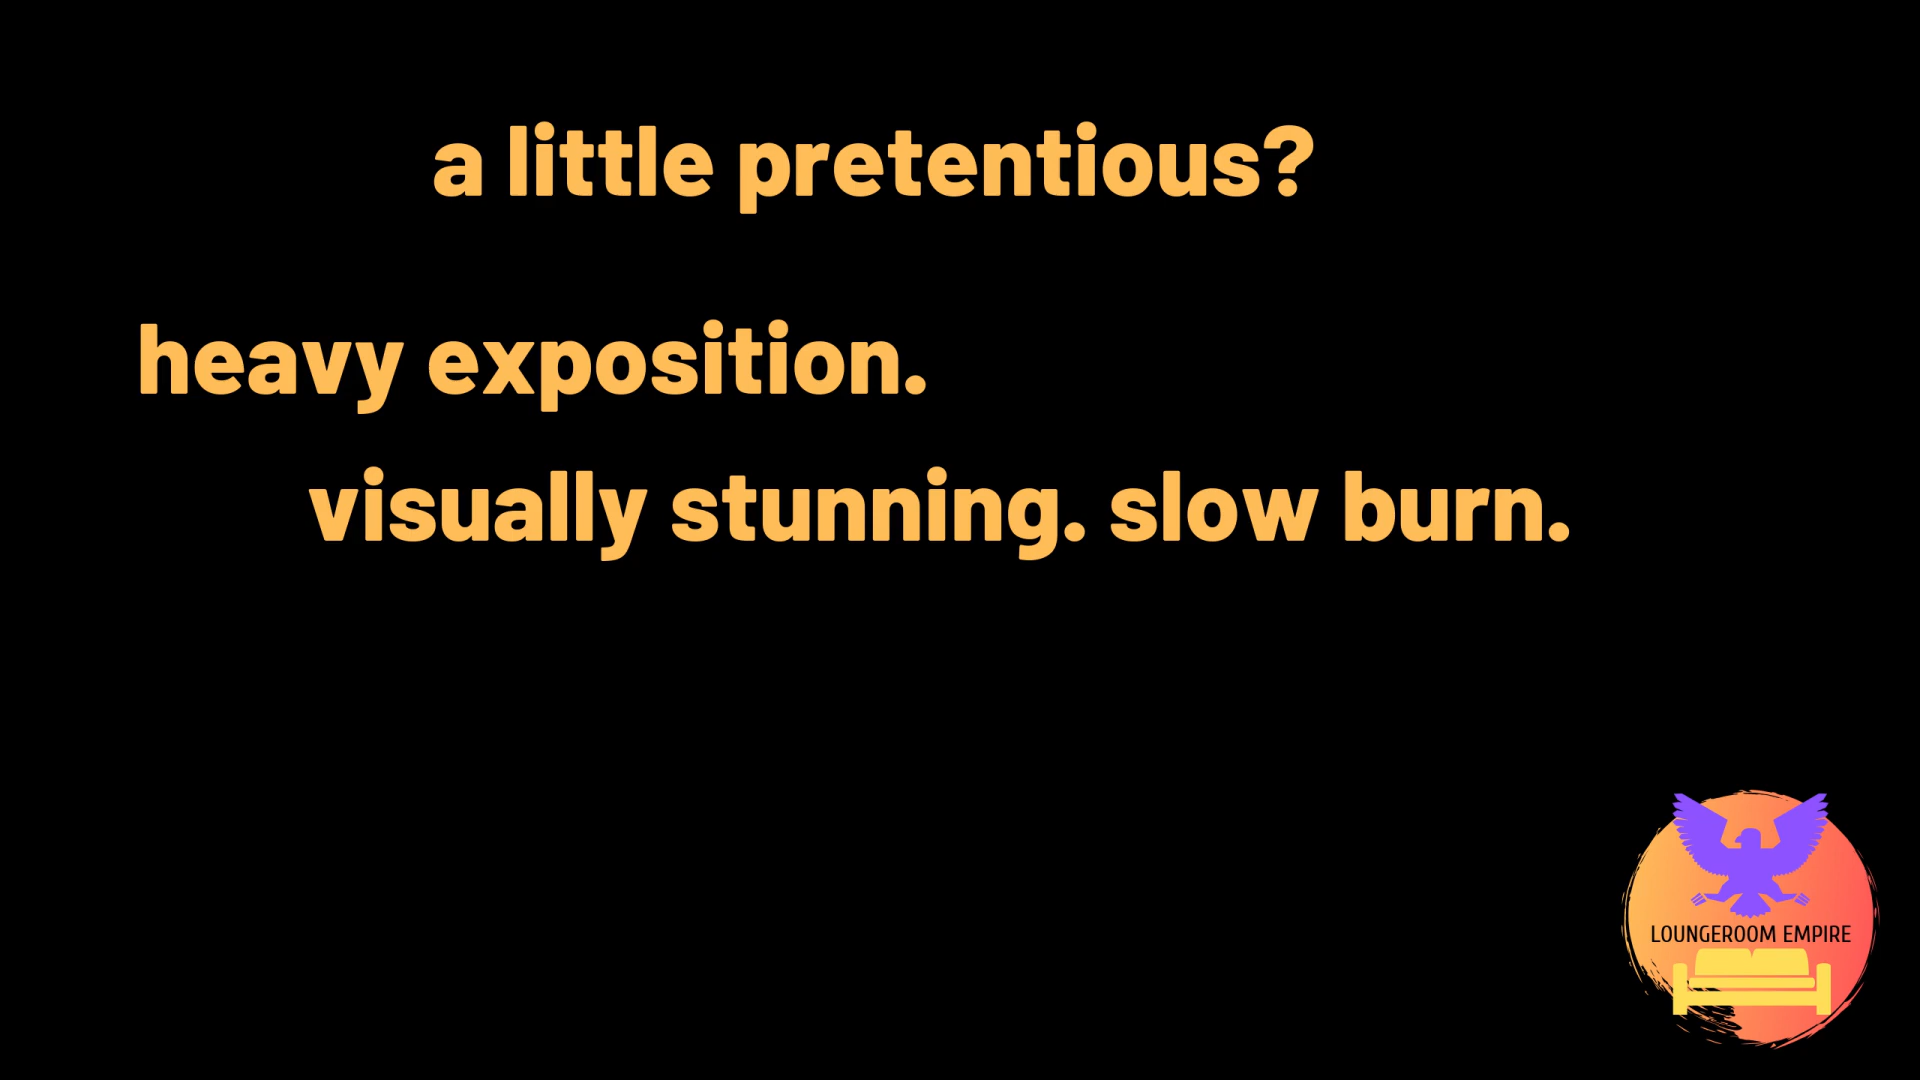 a little pretentious?
heavy exposition.
visually stunning. slow burn.
LOUNGEROOM EMPIRE